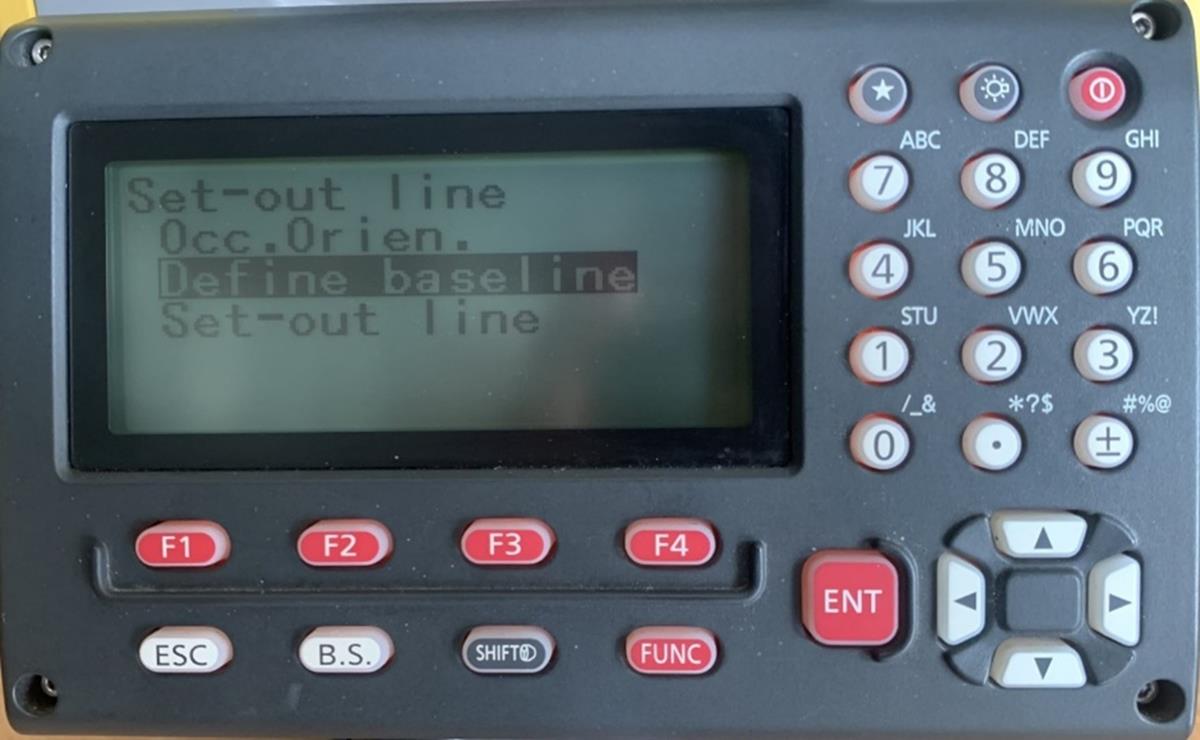 Set-out line
Occ.Orien.
Define baseline
Set-out line
ABC DEF GHI
7 8 9
JKL MNO PQR
4 5 6
STU VWX YZ!
1 2 3
/_& *?$ #%@
0 . ±
F1 F2 F3 F4
ENT
ESC B.S. SHIFT FUNC